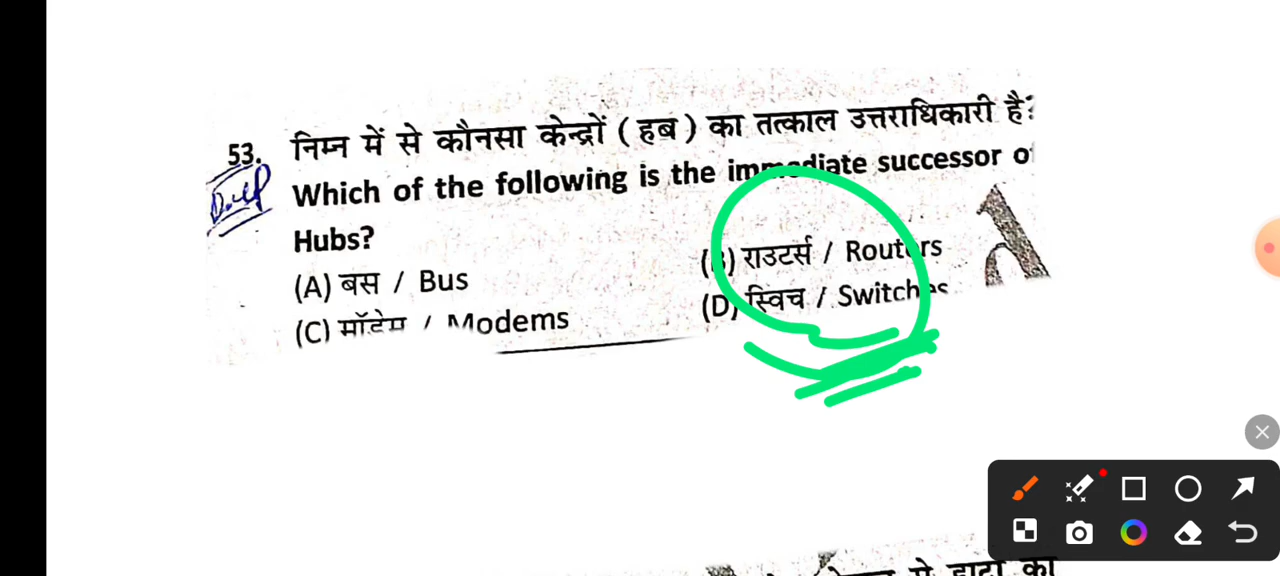 53. निम्न में से कौनसा केन्द्रों (हब) का तत्काल उत्तराधिकारी है?
Which of the following is the immediate successor of
Hubs?
(A) बस / Bus
(B) राउटर्स / Routers
(C) मॉडेम / Modems
(D) स्विच / Switches
डाटा का